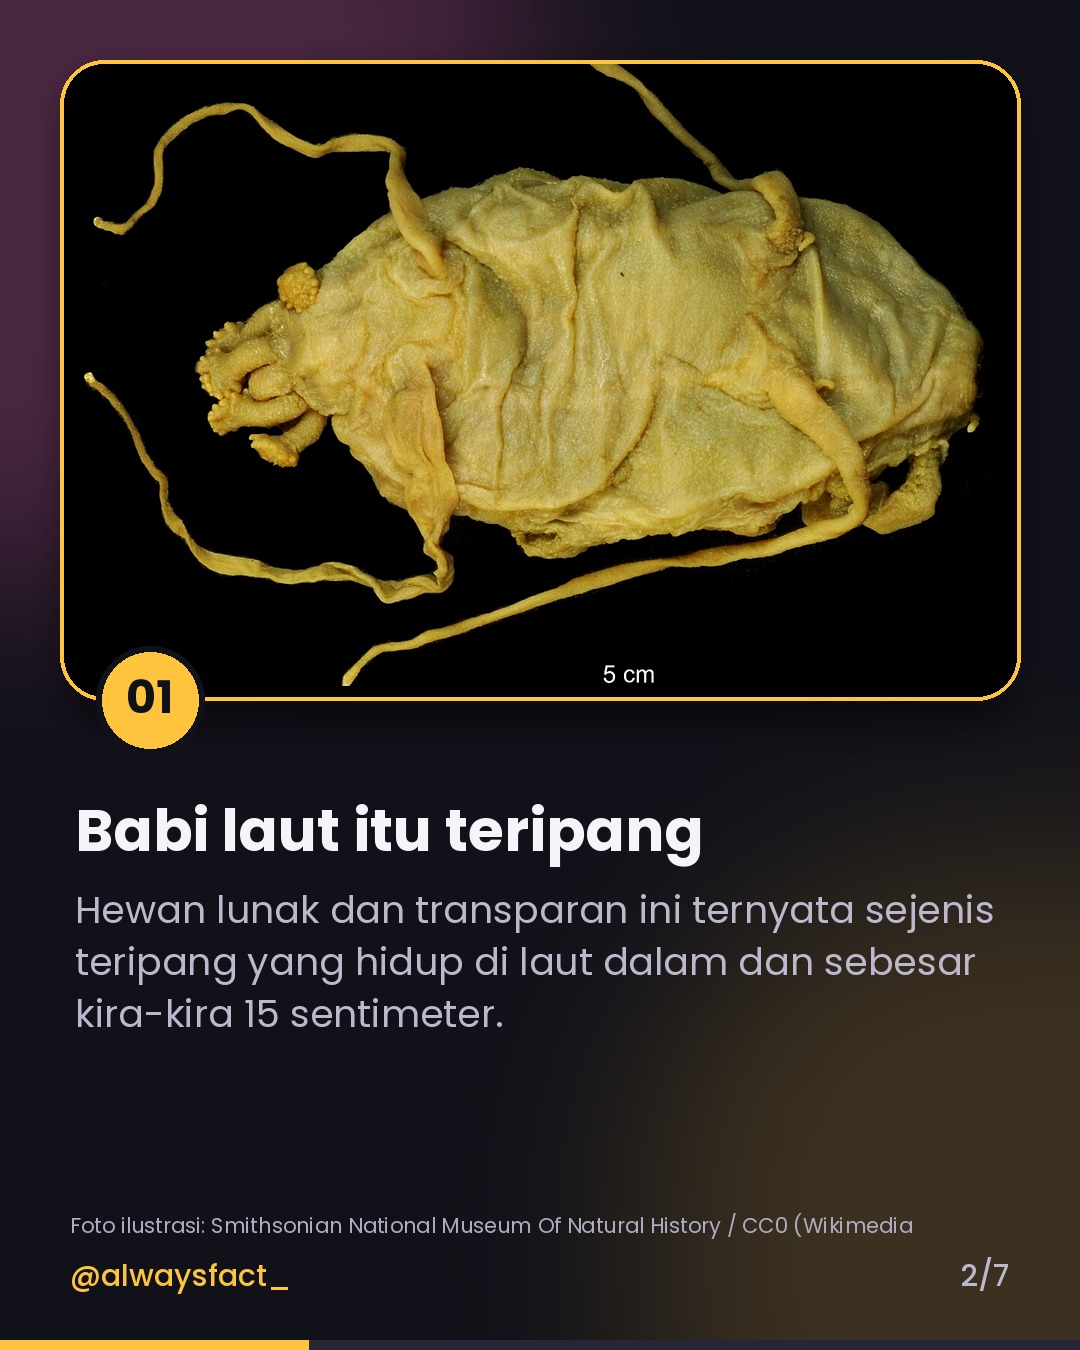 5 cm
01
Babi laut itu teripang
Hewan lunak dan transparan ini ternyata sejenis
teripang yang hidup di laut dalam dan sebesar
kira-kira 15 sentimeter.
Foto ilustrasi: Smithsonian National Museum Of Natural History / CC0 (Wikimedia
@alwaysfact_
2/7